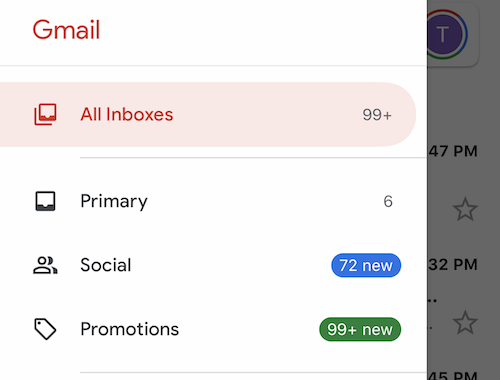 Gmail
T
All Inboxes 99+
47 PM
Primary 6
Social 72 new
32 PM
Promotions 99+ new
45 PM